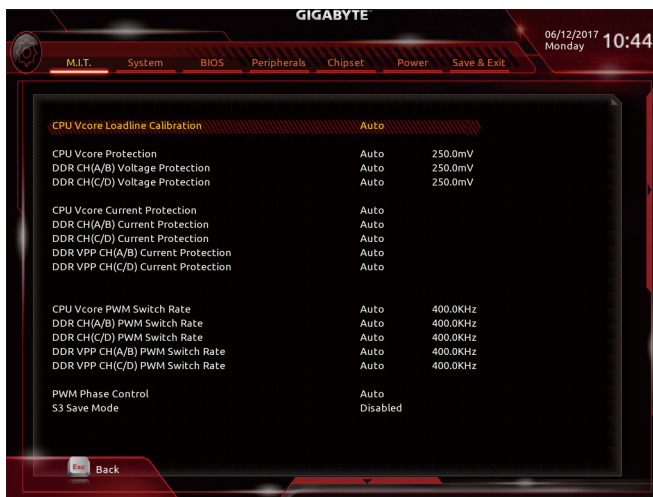 GIGABYTE™
06/12/2017
Monday
10:44
M.I.T. System BIOS Peripherals Chipset Power Save & Exit
CPU Vcore Loadline Calibration Auto
CPU Vcore Protection Auto 250.0mV
DDR CH(A/B) Voltage Protection Auto 250.0mV
DDR CH(C/D) Voltage Protection Auto 250.0mV
CPU Vcore Current Protection Auto
DDR CH(A/B) Current Protection Auto
DDR CH(C/D) Current Protection Auto
DDR VPP CH(A/B) Current Protection Auto
DDR VPP CH(C/D) Current Protection Auto
CPU Vcore PWM Switch Rate Auto 400.0KHz
DDR CH(A/B) PWM Switch Rate Auto 400.0KHz
DDR CH(C/D) PWM Switch Rate Auto 400.0KHz
DDR VPP CH(A/B) PWM Switch Rate Auto 400.0KHz
DDR VPP CH(C/D) PWM Switch Rate Auto 400.0KHz
PWM Phase Control Auto
S3 Save Mode Disabled
Esc Back